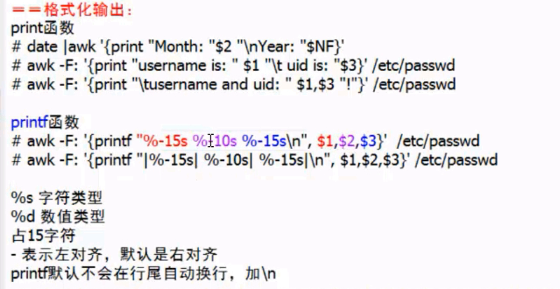 ==格式化输出：
print函数
# date |awk '{print "Month: "$2 "\nYear: "$NF}'
# awk -F: '{print "username is: " $1 "\t uid is: "$3}' /etc/passwd
# awk -F: '{print "\tusername and uid: " $1,$3 "!"}' /etc/passwd
printf函数
# awk -F: '{printf "%-15s %-10s %-15s\n", $1,$2,$3}' /etc/passwd
# awk -F: '{printf "|%-15s| %-10s| %-15s|\n", $1,$2,$3}' /etc/passwd
%s 字符类型
%d 数值类型
占15字符
- 表示左对齐，默认是右对齐
printf默认不会在行尾自动换行，加\n